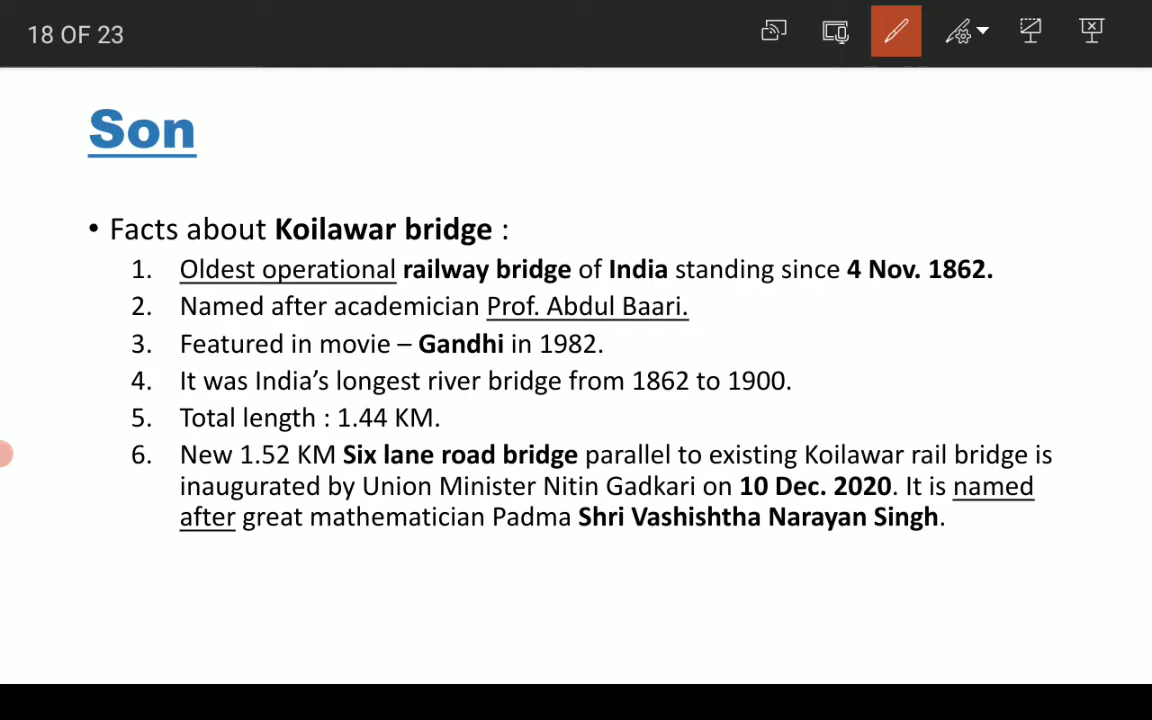 18 OF 23
Son
• Facts about Koilawar bridge :
1. Oldest operational railway bridge of India standing since 4 Nov. 1862.
2. Named after academician Prof. Abdul Baari.
3. Featured in movie – Gandhi in 1982.
4. It was India’s longest river bridge from 1862 to 1900.
5. Total length : 1.44 KM.
6. New 1.52 KM Six lane road bridge parallel to existing Koilawar rail bridge is
inaugurated by Union Minister Nitin Gadkari on 10 Dec. 2020. It is named
after great mathematician Padma Shri Vashishtha Narayan Singh.